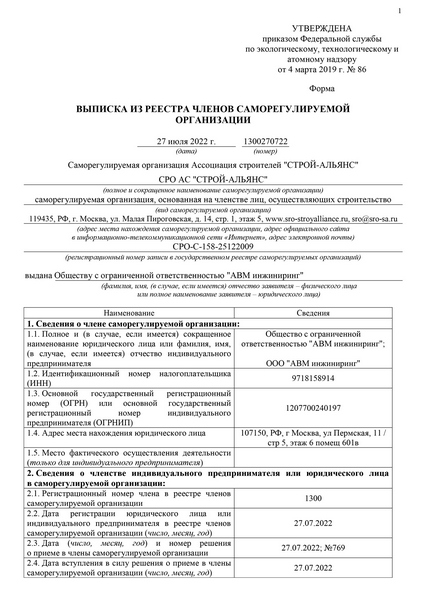 1
УТВЕРЖДЕНА
приказом Федеральной службы
по экологическому, технологическому и
атомному надзору
от 4 марта 2019 г. № 86
Форма
ВЫПИСКА ИЗ РЕЕСТРА ЧЛЕНОВ САМОРЕГУЛИРУЕМОЙ
ОРГАНИЗАЦИИ
27 июля 2022 г. 1300270722
(дата) (номер)
Саморегулируемая организация Ассоциация строителей "СТРОЙ-АЛЬЯНС"
СРО АС "СТРОЙ-АЛЬЯНС"
(полное и сокращенное наименование саморегулируемой организации)
саморегулируемая организация, основанная на членстве лиц, осуществляющих строительство
(вид саморегулируемой организации)
119435, РФ, г. Москва, ул. Малая Пироговская, д. 14, стр. 1, этаж 5, www.sro-stroyalliance.ru, sro@sro-sa.ru
(адрес места нахождения саморегулируемой организации, адрес официального сайта
в информационно-телекоммуникационной сети «Интернет», адрес электронной почты)
СРО-С-158-25122009
(регистрационный номер записи в государственном реестре саморегулируемых организаций)
выдана Обществу с ограниченной ответственностью "АВМ инжиниринг"
(фамилия, имя, (в случае, если имеется) отчество заявителя – физического лица
или полное наименование заявителя – юридического лица)
Наименование Сведения
1. Сведения о члене саморегулируемой организации:
1.1. Полное и (в случае, если имеется) сокращенное
наименование юридического лица или фамилия, имя,
(в случае, если имеется) отчество индивидуального
предпринимателя
Общество с ограниченной
ответственностью "АВМ инжиниринг";
ООО "АВМ инжиниринг"
1.2. Идентификационный номер налогоплательщика
(ИНН)
9718158914
1.3. Основной государственный регистрационный
номер (ОГРН) или основной государственный
регистрационный номер индивидуального
предпринимателя (ОГРНИП)
1207700240197
1.4. Адрес места нахождения юридического лица
107150, РФ, г Москва, ул Пермская, 11 /
стр 5, этаж 6 помещ 601в
1.5. Место фактического осуществления деятельности
(только для индивидуального предпринимателя)
2. Сведения о членстве индивидуального предпринимателя или юридического лица
в саморегулируемой организации:
2.1. Регистрационный номер члена в реестре членов
саморегулируемой организации
1300
2.2. Дата регистрации юридического лица или
индивидуального предпринимателя в реестре членов
саморегулируемой организации (число, месяц, год)
27.07.2022
2.3. Дата (число, месяц, год) и номер решения
о приеме в члены саморегулируемой организации
27.07.2022; №769
2.4. Дата вступления в силу решения о приеме в члены
саморегулируемой организации (число, месяц, год)
27.07.2022